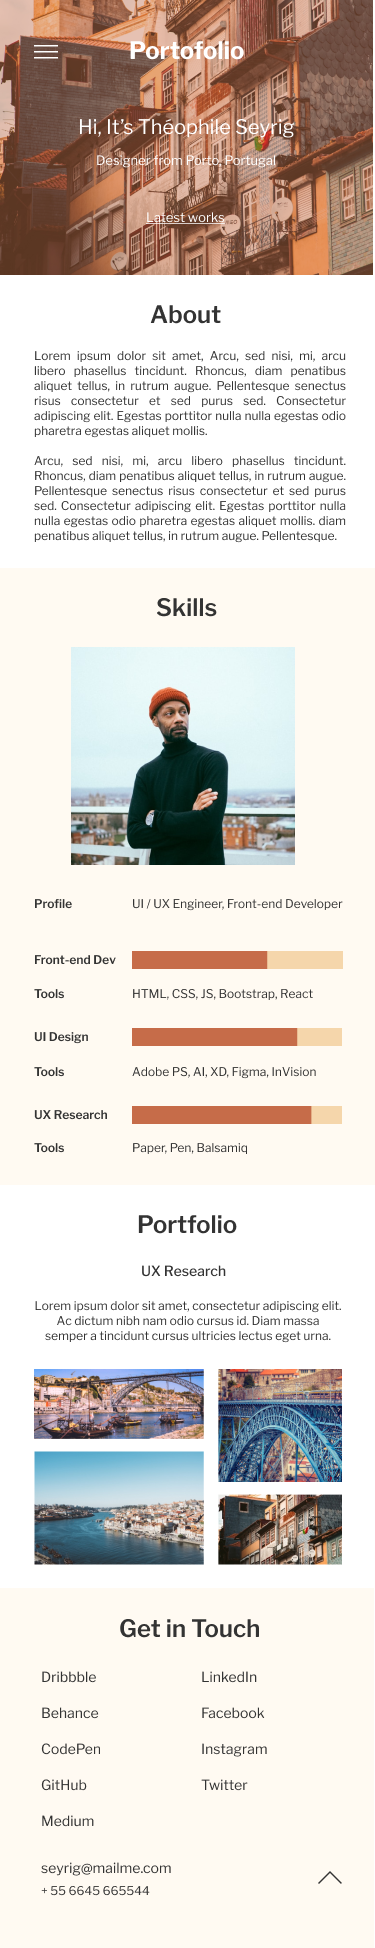 Portofolio
Hi, It's Théophile Seyrig
Designer from Porto, Portugal
Latest works
About
Lorem ipsum dolor sit amet, Arcu, sed nisi, mi, arcu
libero phasellus tincidunt. Rhoncus, diam penatibus
aliquet tellus, in rutrum augue. Pellentesque senectus
risus consectetur et sed purus sed. Consectetur
adipiscing elit. Egestas porttitor nulla nulla egestas odio
pharetra egestas aliquet mollis.
Arcu, sed nisi, mi, arcu libero phasellus tincidunt.
Rhoncus, diam penatibus aliquet tellus, in rutrum augue.
Pellentesque senectus risus consectetur et sed purus
sed. Consectetur adipiscing elit. Egestas porttitor nulla
nulla egestas odio pharetra egestas aliquet mollis. diam
penatibus aliquet tellus, in rutrum augue. Pellentesque.
Skills
Profile UI / UX Engineer, Front-end Developer
Front-end Dev
Tools HTML, CSS, JS, Bootstrap, React
UI Design
Tools Adobe PS, AI, XD, Figma, InVision
UX Research
Tools Paper, Pen, Balsamiq
Portfolio
UX Research
Lorem ipsum dolor sit amet, consectetur adipiscing elit.
Ac dictum nibh nam odio cursus id. Diam massa
semper a tincidunt cursus ultricies lectus eget urna.
Get in Touch
Dribbble LinkedIn
Behance Facebook
CodePen Instagram
GitHub Twitter
Medium
seyrig@mailme.com
+ 55 6645 665544